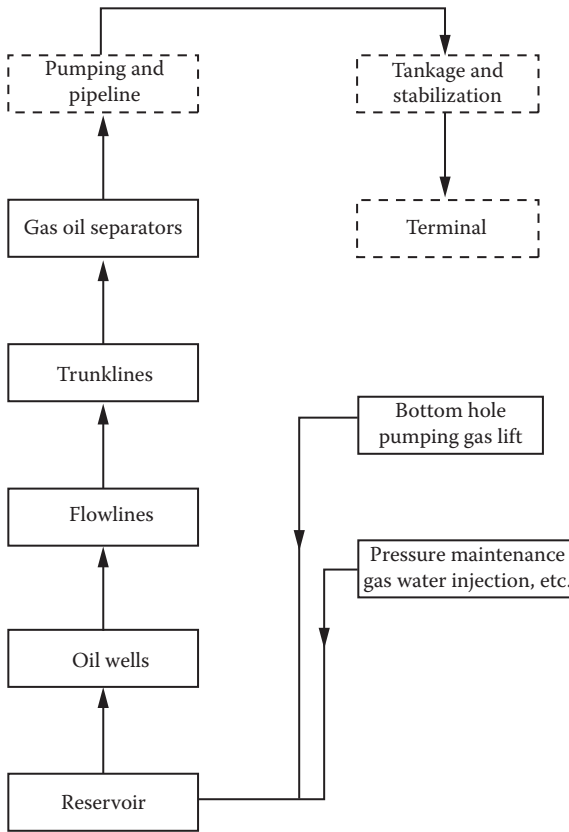 Pumping and
pipeline
Tankage and
stabilization
Gas oil separators
Terminal
Trunklines
Bottom hole
pumping gas lift
Flowlines
Pressure maintenance
gas water injection, etc.
Oil wells
Reservoir